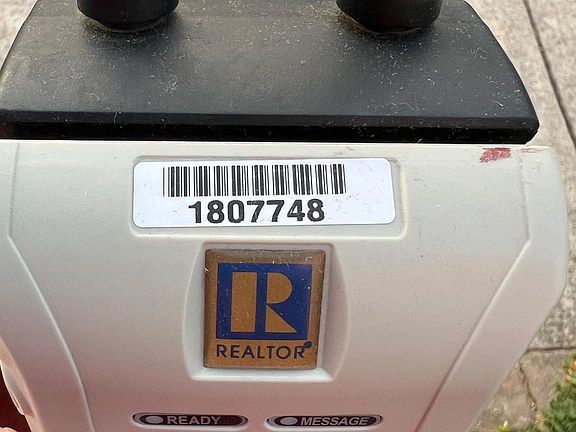 1807748
R
REALTOR
READY
MESSAGE